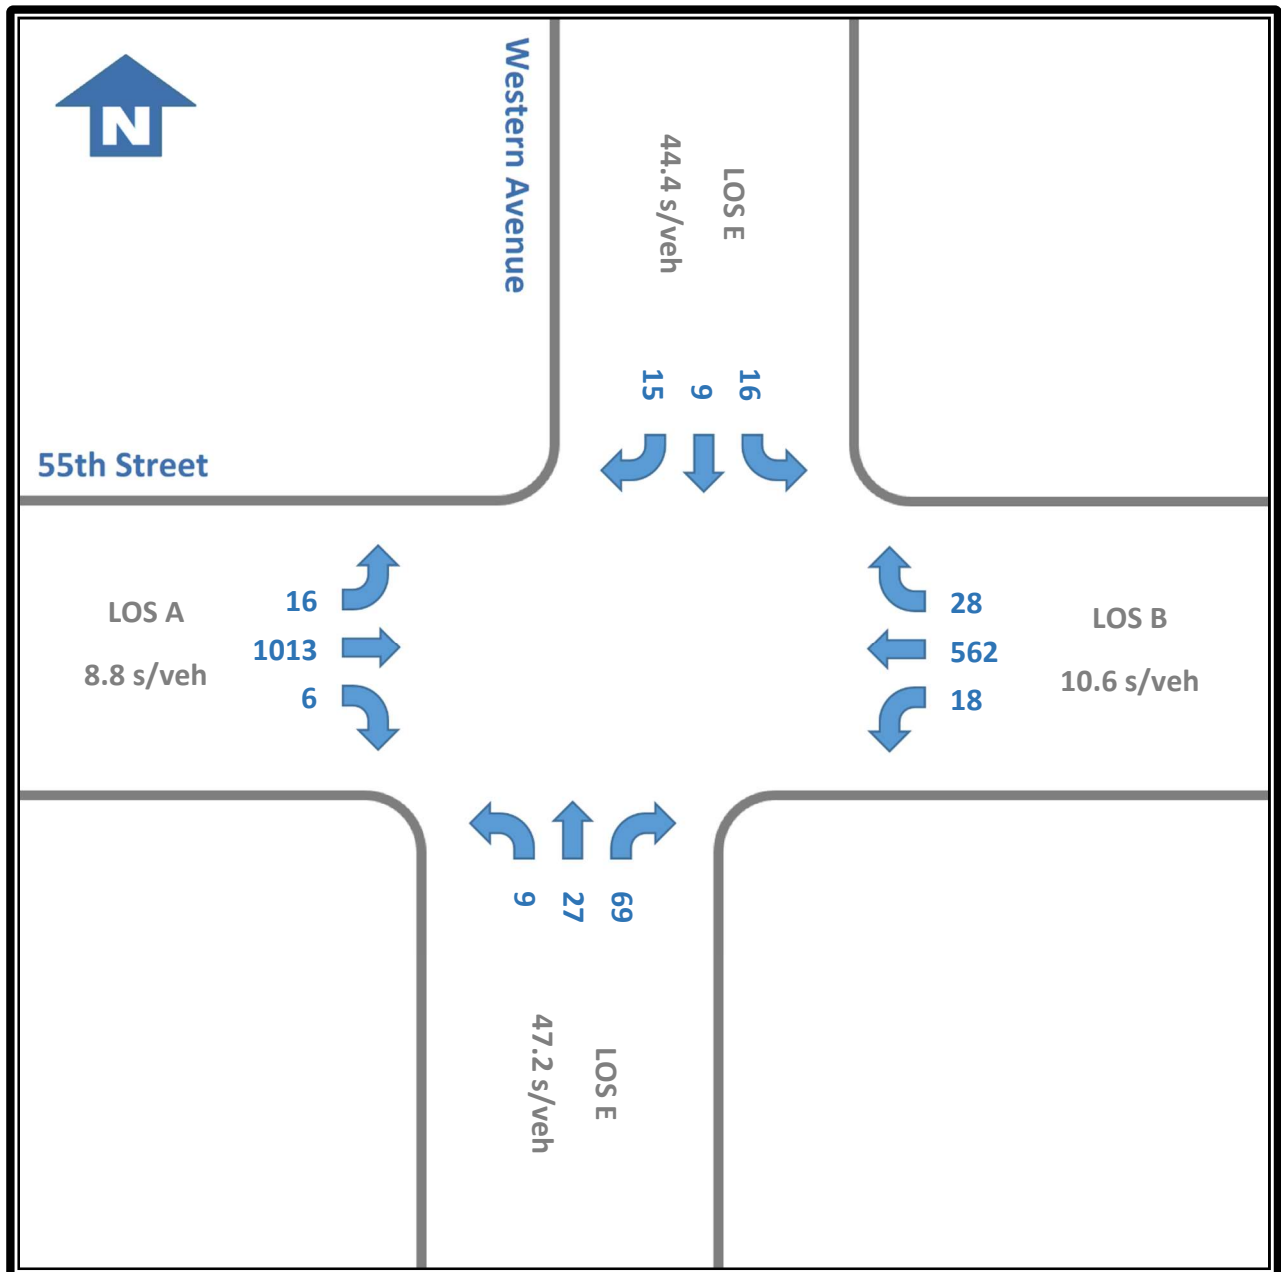 N
Western Avenue
LOS E
44.4 s/veh
15 9 16
55th Street
LOS A
8.8 s/veh
16
1013
6
28
562
18
LOS B
10.6 s/veh
9 27 69
LOS E
47.2 s/veh